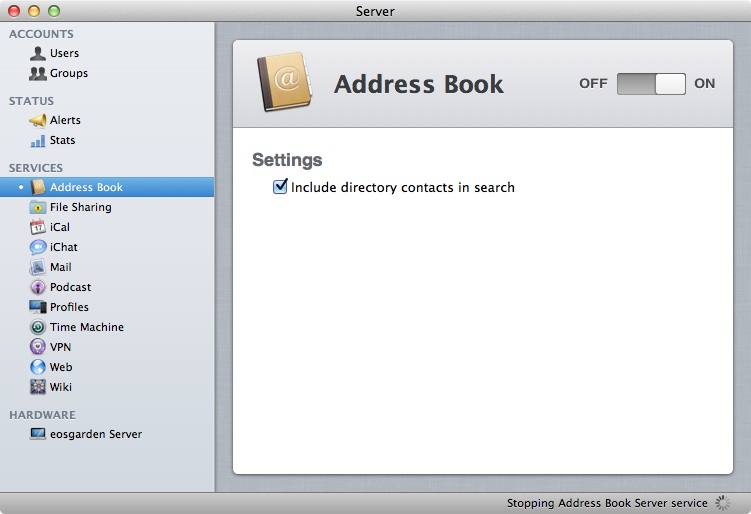 Server
ACCOUNTS
Users
Groups
STATUS
Alerts
Stats
SERVICES
Address Book
File Sharing
iCal
iChat
Mail
Podcast
Profiles
Time Machine
VPN
Web
Wiki
HARDWARE
eosgarden Server
Address Book
OFF ON
Settings
Include directory contacts in search
Stopping Address Book Server service